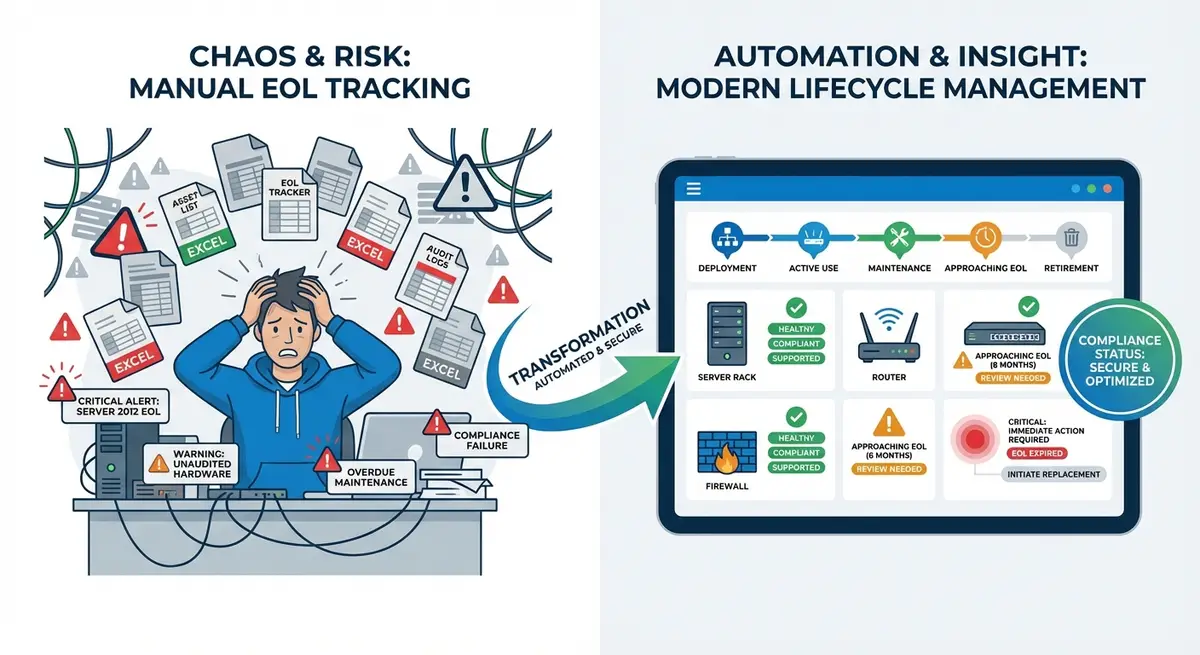 CHAOS & RISK:
MANUAL EOL TRACKING
ASSET
LIST
EXCEL
EOL
TRACKER
EXCEL
AUDIT
LOGS
EXCEL
EXCEL
CRITICAL ALERT:
SERVER 2012 EOL
WARNING:
UNAUDITED
HARDWARE
OVERDUE
MAINTENANCE
COMPLIANCE
FAILURE
TRANSFORMATION
AUTOMATED & SECURE
AUTOMATION & INSIGHT:
MODERN LIFECYCLE MANAGEMENT
DEPLOYMENT
ACTIVE USE
MAINTENANCE
APPROACHING EOL
RETIREMENT
HEALTHY
COMPLIANT
SUPPORTED
SERVER RACK
ROUTER
APPROACHING EOL
(6 MONTHS)
REVIEW NEEDED
COMPLIANCE
STATUS:
SECURE &
OPTIMIZED
HEALTHY
COMPLIANT
SUPPORTED
FIREWALL
APPROACHING EOL
(6 MONTHS)
REVIEW NEEDED
CRITICAL:
IMMEDIATE ACTION
REQUIRED
EOL EXPIRED
INITIATE REPLACEMENT